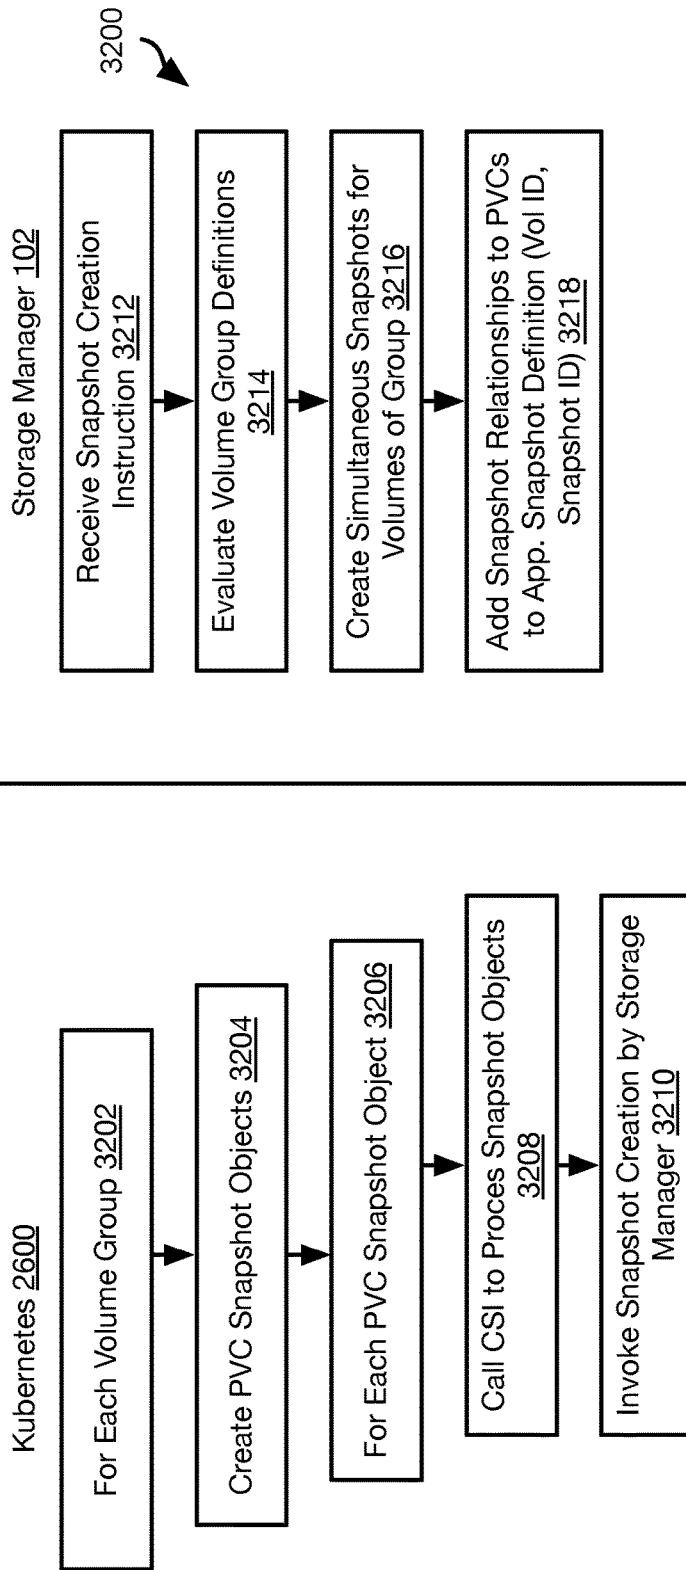 Kubernetes 2600
For Each Volume Group 3202
Create PVC Snapshot Objects 3204
For Each PVC Snapshot Object 3206
Call CSI to Proces Snapshot Objects
3208
Invoke Snapshot Creation by Storage
Manager 3210
Storage Manager 102
3200
Receive Snapshot Creation
Instruction 3212
Evaluate Volume Group Definitions
3214
Create Simultaneous Snapshots for
Volumes of Group 3216
Add Snapshot Relationships to PVCs
to App. Snapshot Definition (Vol ID,
Snapshot ID) 3218